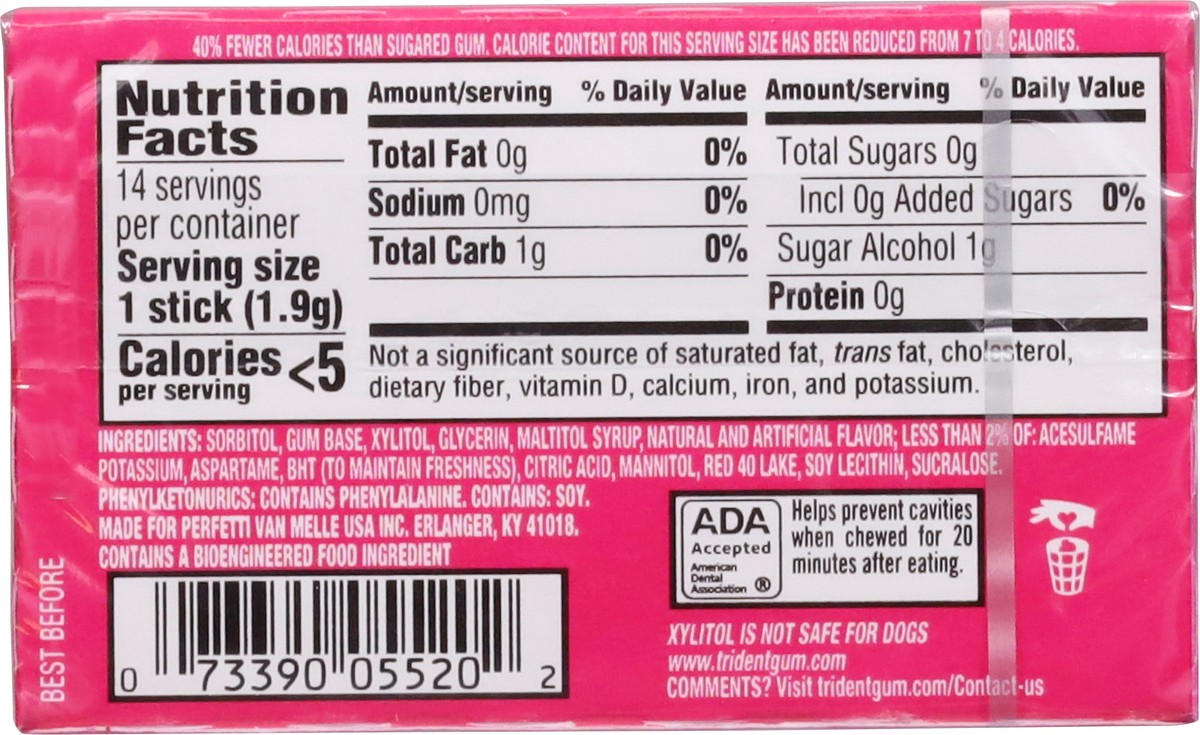 40% FEWER CALORIES THAN SUGARED GUM. CALORIE CONTENT FOR THIS SERVING SIZE HAS BEEN REDUCED FROM 7 TO 4 CALORIES.
Nutrition
Facts
14 servings
per container
Serving size
1 stick (1.9g)
Calories <5
per serving
Amount/serving % Daily Value
Total Fat 0g 0%
Sodium 0mg 0%
Total Carb 1g 0%
Amount/serving % Daily Value
Total Sugars 0g
Incl 0g Added Sugars 0%
Sugar Alcohol 1g
Protein 0g
Not a significant source of saturated fat, trans fat, cholesterol,
dietary fiber, vitamin D, calcium, iron, and potassium.
INGREDIENTS: SORBITOL, GUM BASE, XYLITOL, GLYCERIN, MALTITOL SYRUP, NATURAL AND ARTIFICIAL FLAVOR; LESS THAN 2% OF: ACESULFAME
POTASSIUM, ASPARTAME, BHT (TO MAINTAIN FRESHNESS), CITRIC ACID, MANNITOL, RED 40 LAKE, SOY LECITHIN, SUCRALOSE.
PHENYLKETONURICS: CONTAINS PHENYLALANINE. CONTAINS: SOY.
MADE FOR PERFETTI VAN MELLE USA INC. ERLANGER, KY 41018.
CONTAINS A BIOENGINEERED FOOD INGREDIENT
BEST BEFORE
0 73390 05520 2
ADA
Accepted
American
Dental
Association ®
Helps prevent cavities
when chewed for 20
minutes after eating.
XYLITOL IS NOT SAFE FOR DOGS
www.tridentgum.com
COMMENTS? Visit tridentgum.com/Contact-us